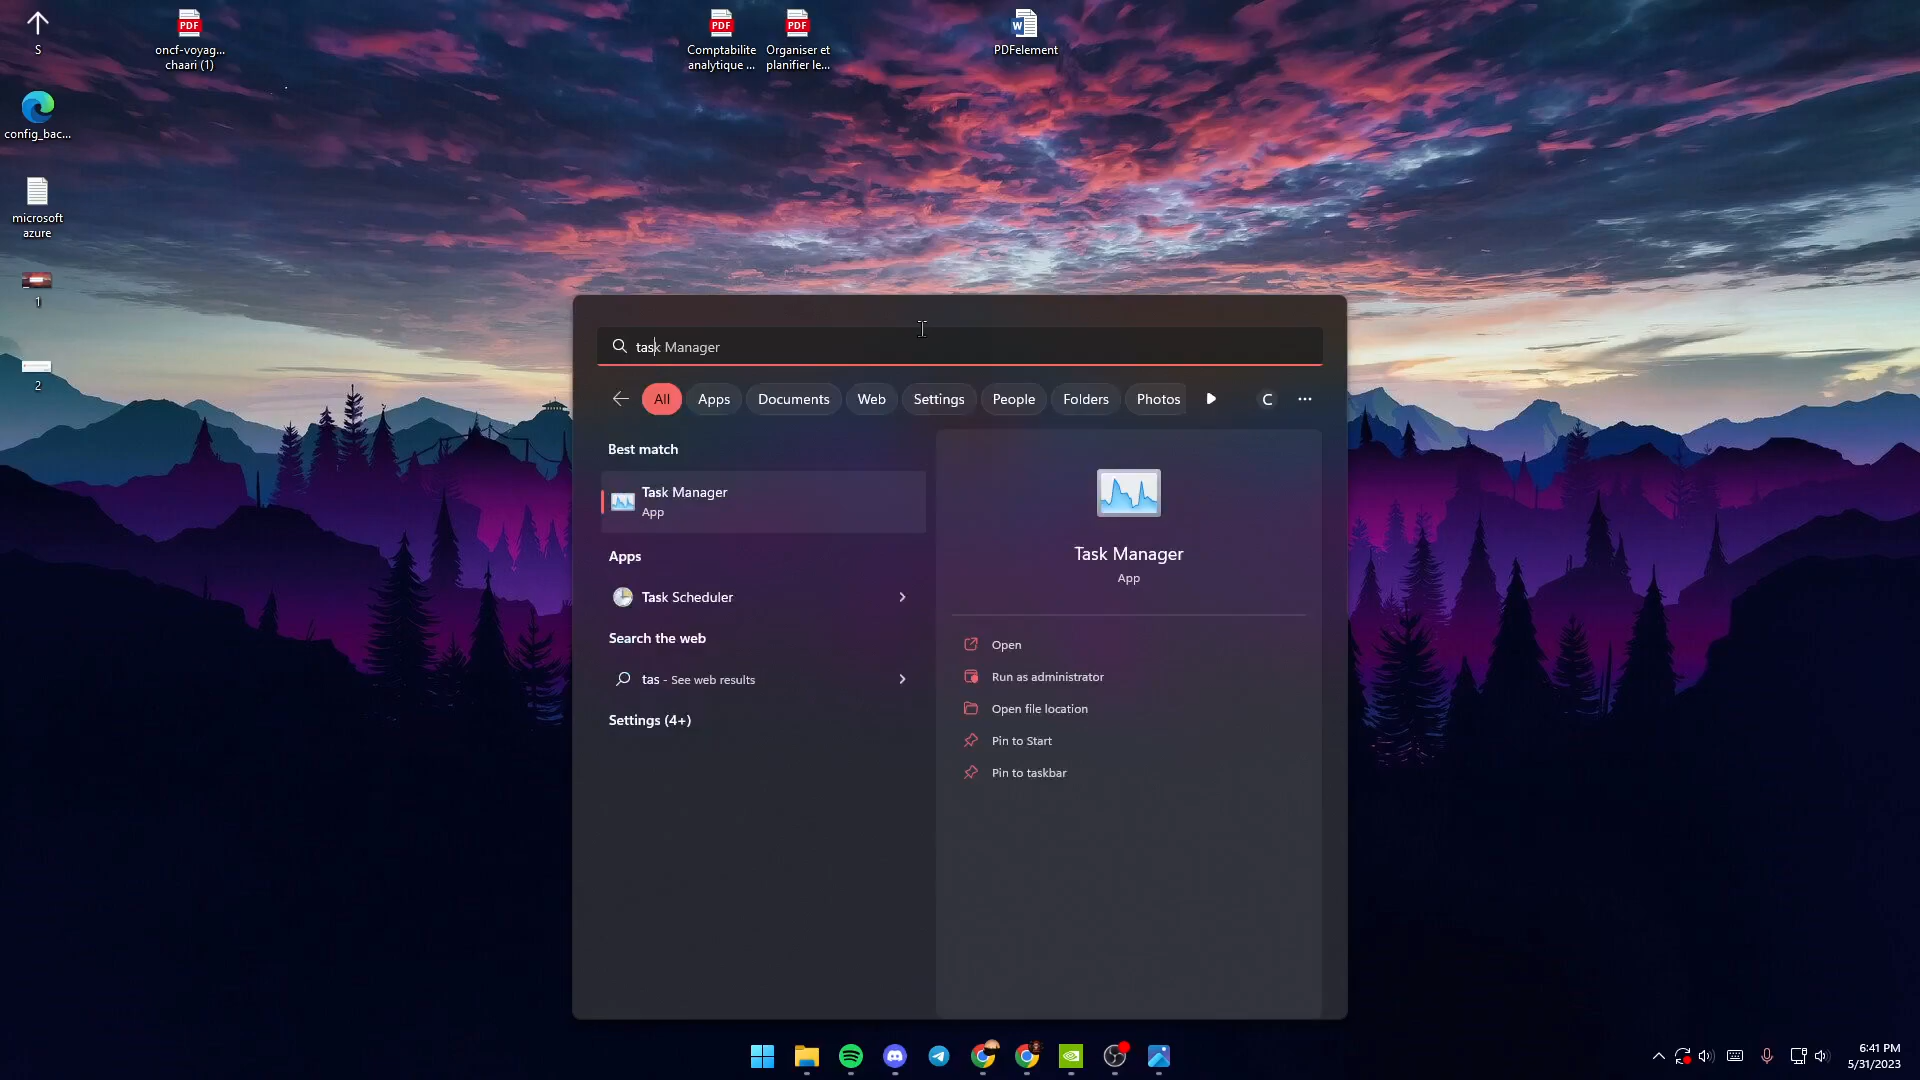 S
oncf-voyag...
chaari (1)
PDF
Comptabilite
analytique ...
PDF
Organiser et
planifier le...
PDF
PDFelement
W
config_bac...
microsoft
azure
1
2
task Manager
All
Apps
Documents
Web
Settings
People
Folders
Photos
C
Best match
Task Manager
App
Apps
Task Scheduler
Search the web
tas - See web results
Settings (4+)
Task Manager
App
Open
Run as administrator
Open file location
Pin to Start
Pin to taskbar
6:41 PM
5/31/2023